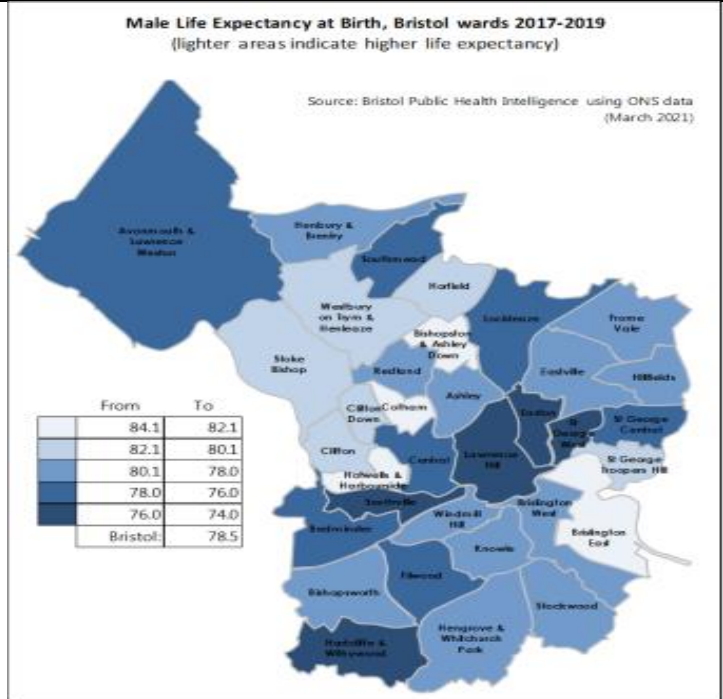 Male Life Expectancy at Birth, Bristol wards 2017-2019
(lighter areas indicate higher life expectancy)
Source: Bristol Public Health Intelligence using ONS data
(March 2021)
Avonmouth &
Lawrence
Weston
Henbury &
Brentry
Southmead
Horfield
Westbury
on Trym &
Henleaze
Lockleaze
Frome
Vale
Bishopston
& Ashley
Down
Stoke
Bishop
Redland
Eastville
Hillfields
Ashley
Clifton
Down
Cotham
Easton
St
George
West
St George
Central
Clifton
Central
Lawrence
Hill
St George
Troopers Hill
Hotwells &
Harbourside
Southville
Brislington
West
Windmill
Hill
Brislington
East
Bedminster
Knowle
Filwood
Bishopsworth
Stockwood
Hengrove &
Whitchurch
Park
Hartcliffe &
Withywood
From To
84.1 82.1
82.1 80.1
80.1 78.0
78.0 76.0
76.0 74.0
Bristol: 78.5